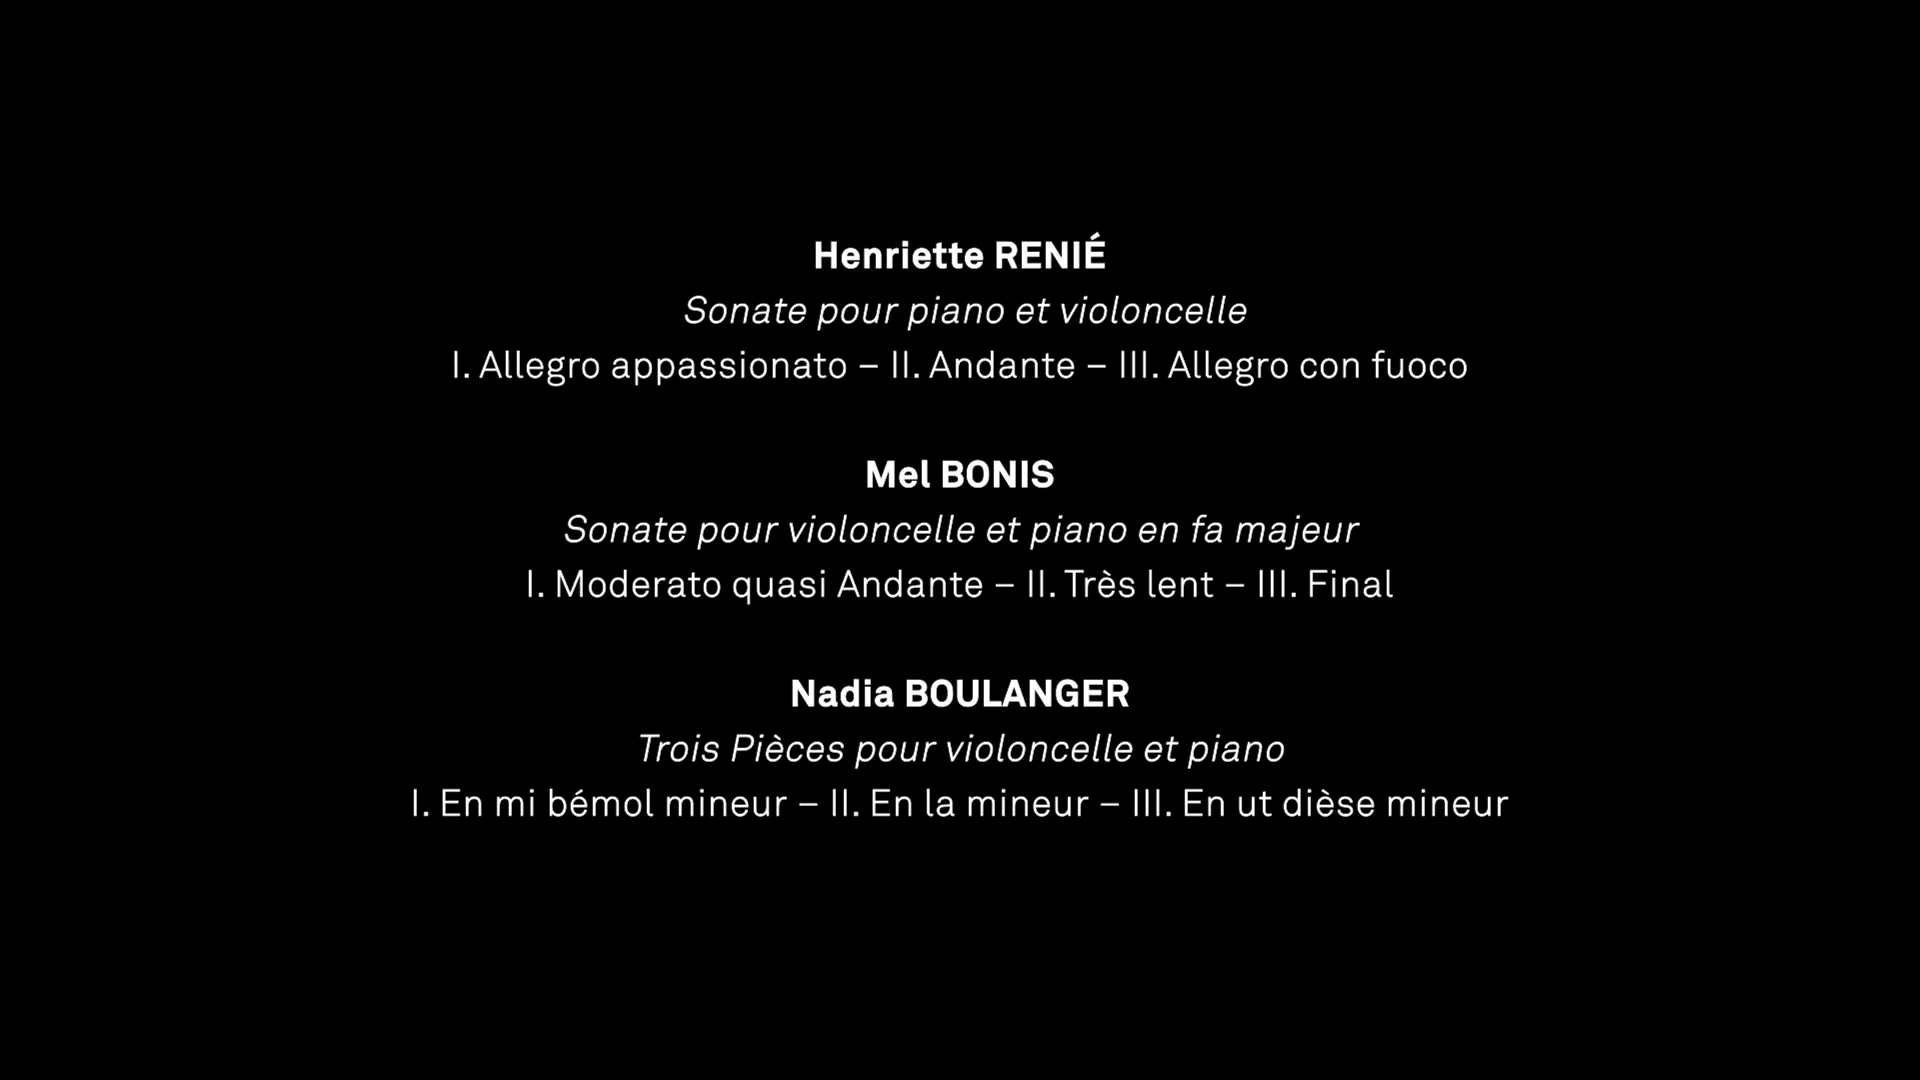 Henriette RENIÉ
Sonate pour piano et violoncelle
I. Allegro appassionato – II. Andante – III. Allegro con fuoco
Mel BONIS
Sonate pour violoncelle et piano en fa majeur
I. Moderato quasi Andante – II. Très lent – III. Final
Nadia BOULANGER
Trois Pièces pour violoncelle et piano
I. En mi bémol mineur – II. En la mineur – III. En ut dièse mineur